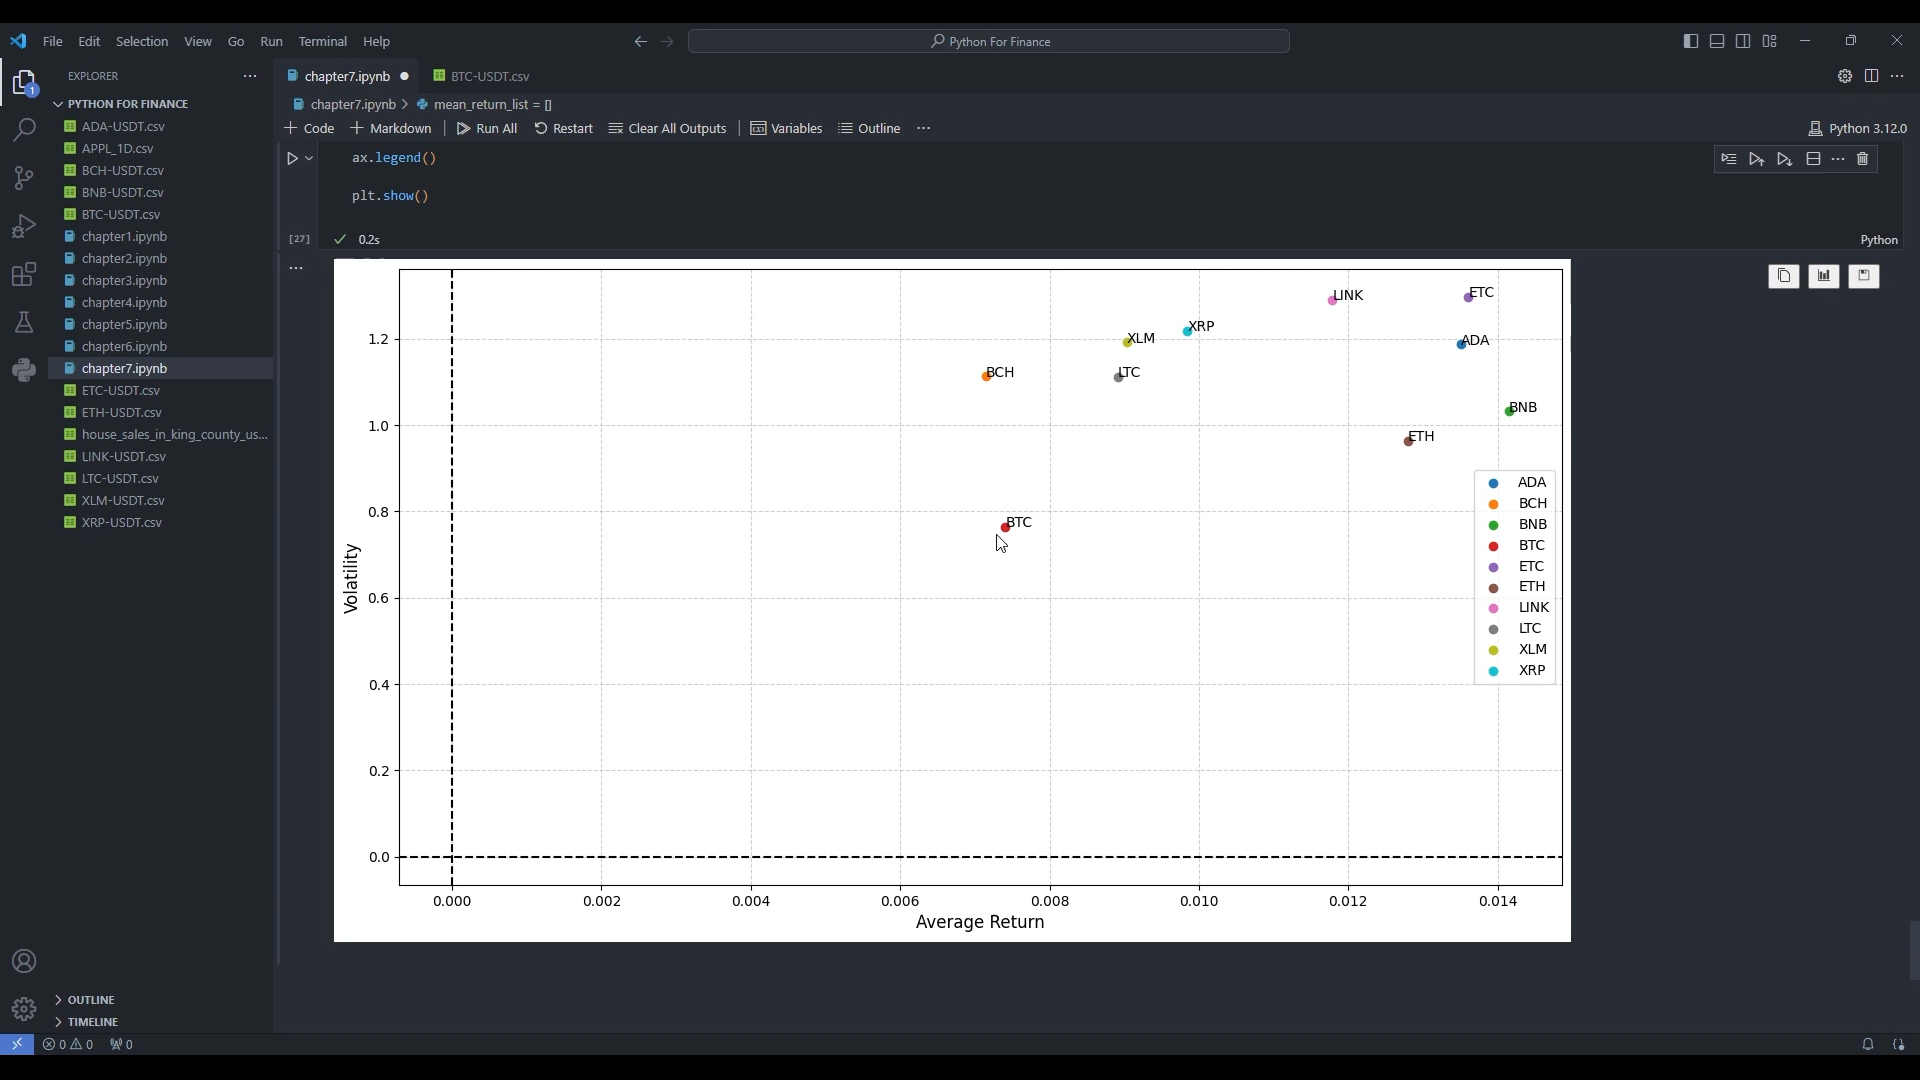 File Edit Selection View Go Run Terminal Help
Python For Finance
EXPLORER
PYTHON FOR FINANCE
ADA-USDT.csv
APPL_1D.csv
BCH-USDT.csv
BNB-USDT.csv
BTC-USDT.csv
chapter1.ipynb
chapter2.ipynb
chapter3.ipynb
chapter4.ipynb
chapter5.ipynb
chapter6.ipynb
chapter7.ipynb
ETC-USDT.csv
ETH-USDT.csv
house_sales_in_king_county_us...
LINK-USDT.csv
LTC-USDT.csv
XLM-USDT.csv
XRP-USDT.csv
OUTLINE
TIMELINE
1
chapter7.ipynb BTC-USDT.csv
chapter7.ipynb > mean_return_list = []
+ Code + Markdown Run All Restart Clear All Outputs Variables Outline ...
Python 3.12.0
ax.legend()
plt.show()
[27] 0.2s
Python
LINK
ETC
XRP
XLM
ADA
BCH
LTC
BNB
ETH
BTC
ADA
BCH
BNB
BTC
ETC
ETH
LINK
LTC
XLM
XRP
Volatility
1.2
1.0
0.8
0.6
0.4
0.2
0.0
0.000 0.002 0.004 0.006 0.008 0.010 0.012 0.014
Average Return
0 0 0